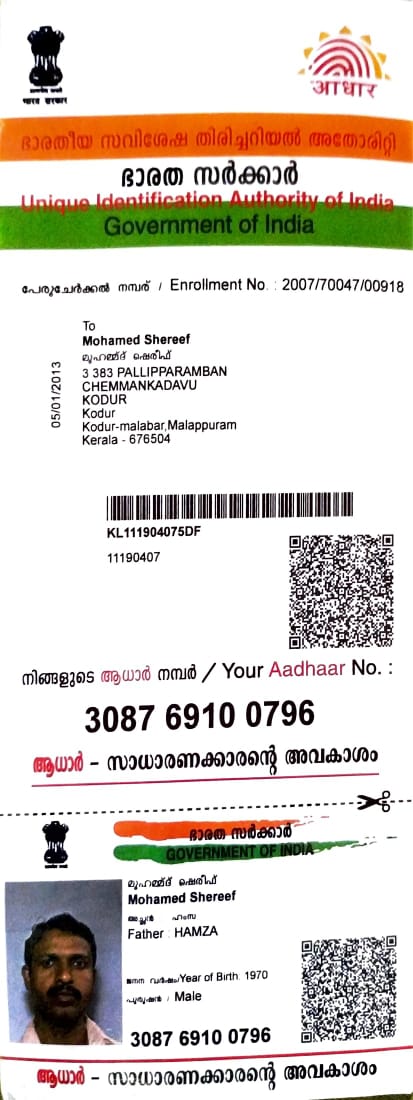 भारत सरकार
आधार
ഭാരതീയ സവിശേഷ തിരിച്ചറിയൽ അതോറിറ്റി
ഭാരത സർക്കാർ
Unique Identification Authority of India
Government of India
പേരുചേർക്കൽ നമ്പര് / Enrollment No. : 2007/70047/00918
To
Mohamed Shereef
മുഹമ്മദ് ഷെരീഫ്
3 383 PALLIPPARAMBAN
CHEMMANKADAVU
KODUR
Kodur
Kodur-malabar,Malappuram
Kerala - 676504
05/01/2013
KL111904075DF
11190407
നിങ്ങളുടെ ആധാർ നമ്പർ / Your Aadhaar No. :
3087 6910 0796
ആധാർ – സാധാരണക്കാരന്റെ അവകാശം
ഭാരത സർക്കാർ
GOVERNMENT OF INDIA
മുഹമ്മദ് ഷെരീഫ്
Mohamed Shereef
അച്ഛൻ ഹംസ
Father : HAMZA
ജനന വർഷം/Year of Birth: 1970
പുരുഷൻ / Male
3087 6910 0796
ആധാർ – സാധാരണക്കാരന്റെ അവകാശം